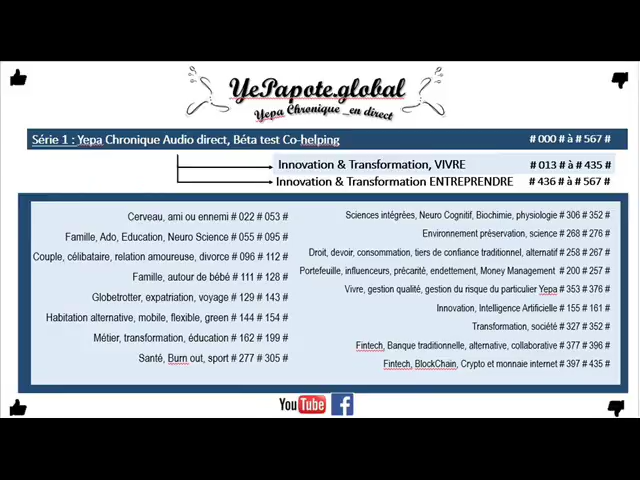 YePapote.global
Yepa Chronique _en direct
Série 1 : Yepa Chronique Audio direct, Béta test Co-helping # 000 # à # 567 #
Innovation & Transformation, VIVRE # 013 # à # 435 #
Innovation & Transformation ENTREPRENDRE # 436 # à # 567 #
Cerveau, ami ou ennemi # 022 # 053 #
Famille, Ado, Education, Neuro Science # 055 # 095 #
Couple, célibataire, relation amoureuse, divorce # 096 # 112 #
Famille, autour de bébé # 111 # 128 #
Globetrotter, expatriation, voyage # 129 # 143 #
Habitation alternative, mobile, flexible, green # 144 # 154 #
Métier, transformation, éducation # 162 # 199 #
Santé, Burn out, sport # 277 # 305 #
Sciences intégrées, Neuro Cognitif, Biochimie, physiologie # 306 # 352 #
Environnement préservation, science # 268 # 276 #
Droit, devoir, consommation, tiers de confiance traditionnel, alternatif # 258 # 267 #
Portefeuille, influenceurs, précarité, endettement, Money Management # 200 # 257 #
Vivre, gestion qualité, gestion du risque du particulier Yepa # 353 # 376 #
Innovation, Intelligence Artificielle # 155 # 161 #
Transformation, société # 327 # 352 #
Fintech, Banque traditionnelle, alternative, collaborative # 377 # 396 #
Fintech, BlockChain, Crypto et monnaie internet # 397 # 435 #
YouTube f